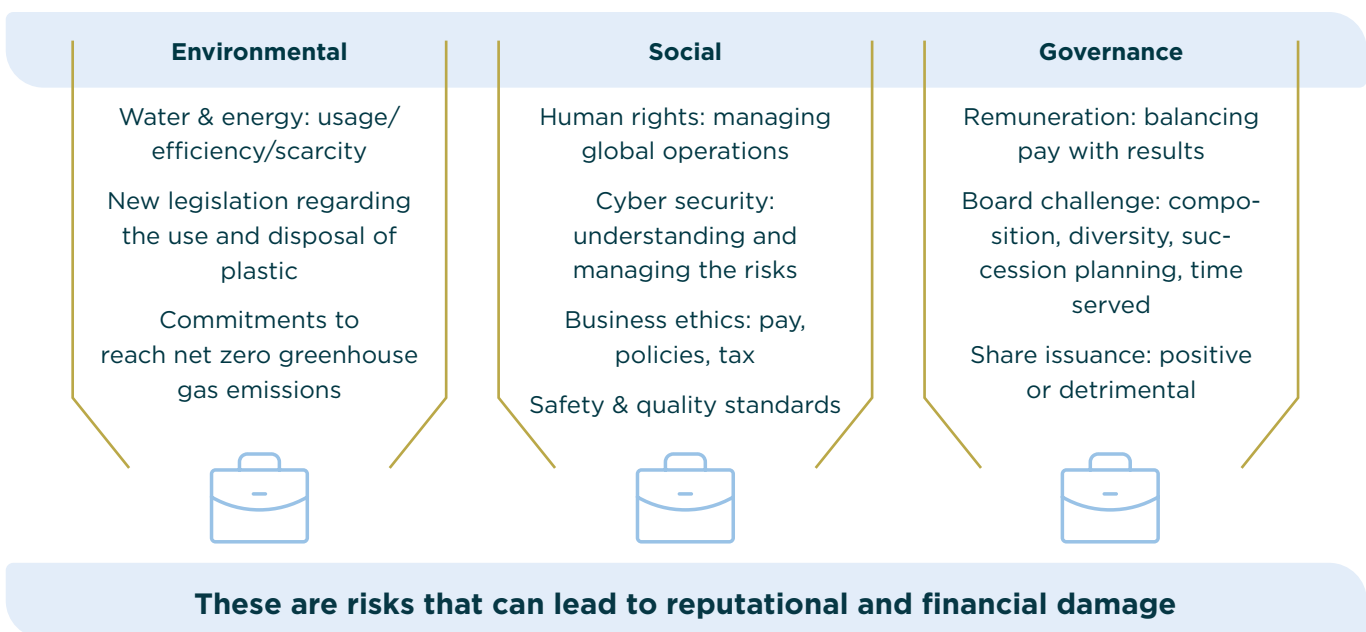 Environmental
Water & energy: usage/
efficiency/scarcity
New legislation regarding
the use and disposal of
plastic
Commitments to
reach net zero greenhouse
gas emissions
Social
Human rights: managing
global operations
Cyber security:
understanding and
managing the risks
Business ethics: pay,
policies, tax
Safety & quality standards
Governance
Remuneration: balancing
pay with results
Board challenge: compo-
sition, diversity, suc-
cession planning, time
served
Share issuance: positive
or detrimental
These are risks that can lead to reputational and financial damage